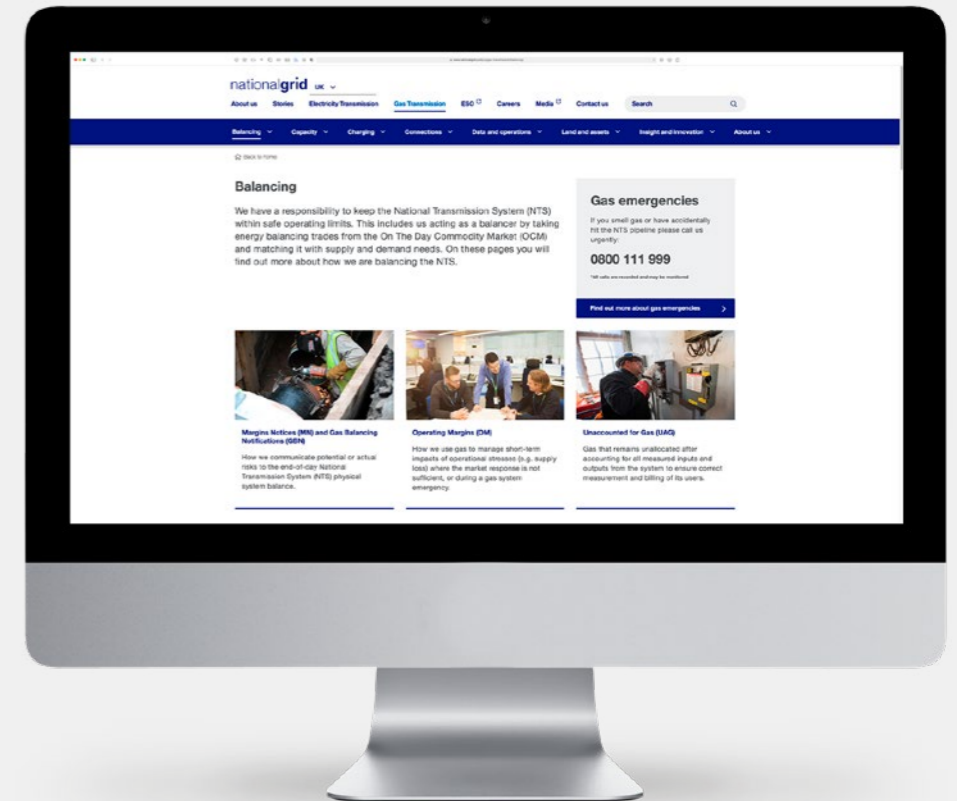 nationalgrid UK
About us Stories Electricity Transmission Gas Transmission ESO Careers Media Contact us Search
Balancing Capacity Charging Connections Data and operations Land and assets Insight and innovation About us
Back to home
Balancing
We have a responsibility to keep the National Transmission System (NTS)
within safe operating limits. This includes us acting as a balancer by taking
energy balancing trades from the On The Day Commodity Market (OCM)
and matching it with supply and demand needs. On these pages you will
find out more about how we are balancing the NTS.
Gas emergencies
If you smell gas or have accidentally
hit the NTS pipeline please call us
urgently:
0800 111 999
*All calls are recorded and may be monitored
Find out more about gas emergencies
Margins Notices (MN) and Gas Balancing
Notifications (GBN)
How we communicate potential or actual
risks to the end-of-day National
Transmission System (NTS) physical
system balance.
Operating Margins (OM)
How we use gas to manage short-term
impacts of operational stresses (e.g. supply
loss) where the market response is not
sufficient, or during a gas system
emergency.
Unaccounted for Gas (UAG)
Gas that remains unallocated after
accounting for all measured inputs and
outputs from the system to ensure correct
measurement and billing of its users.